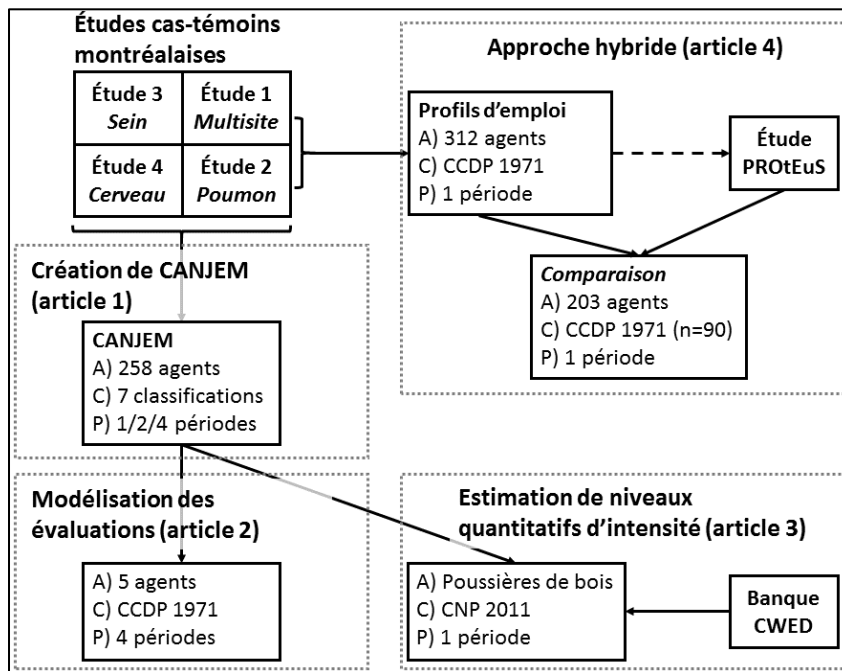 Études cas-témoins
montréalaises
Étude 3
Sein
Étude 1
Multisite
Étude 4
Cerveau
Étude 2
Poumon
Approche hybride (article 4)
Profils d'emploi
A) 312 agents
C) CCDP 1971
P) 1 période
Étude
PROtEuS
Comparaison
A) 203 agents
C) CCDP 1971 (n=90)
P) 1 période
Création de CANJEM
(article 1)
CANJEM
A) 258 agents
C) 7 classifications
P) 1/2/4 périodes
Modélisation des
évaluations (article 2)
A) 5 agents
C) CCDP 1971
P) 4 périodes
Estimation de niveaux
quantitatifs d'intensité (article 3)
A) Poussières de bois
C) CNP 2011
P) 1 période
Banque
CWED